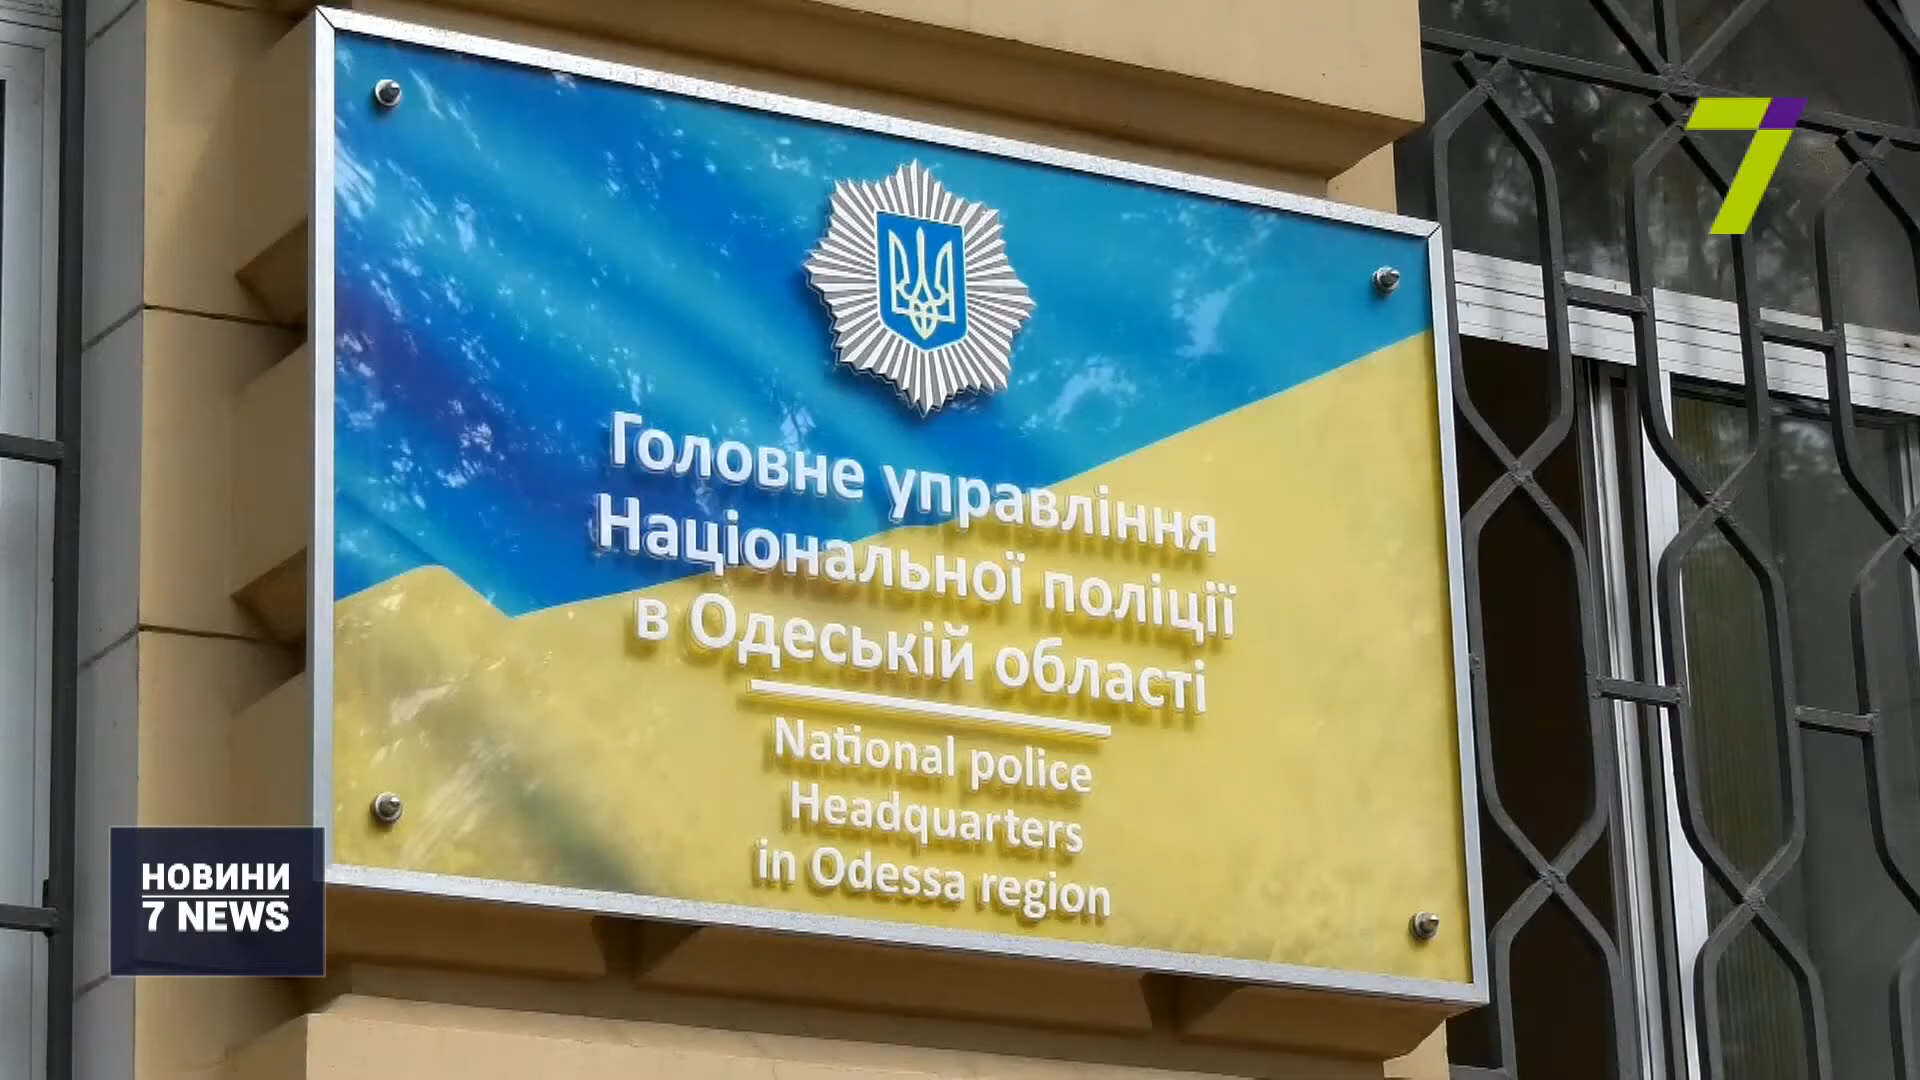 7
Головне управління
Національної поліції
в Одеській області
National police
Headquarters
in Odessa region
НОВИНИ
7 NEWS